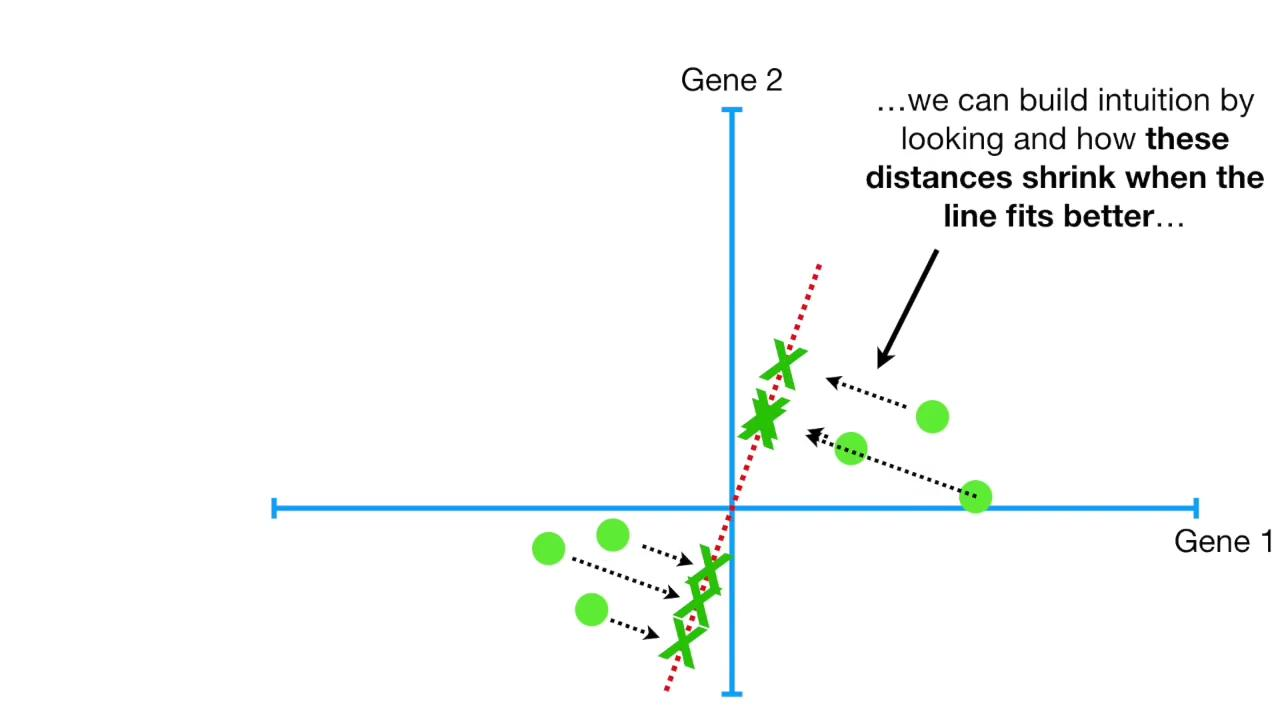 Gene 2
…we can build intuition by
looking and how these
distances shrink when the
line fits better…
Gene 1